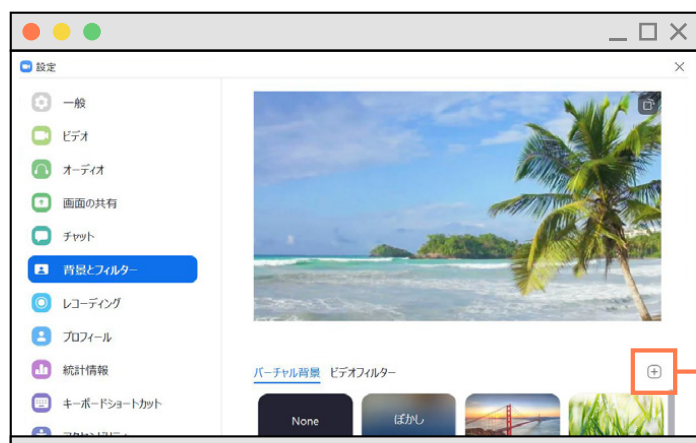 設定
一般
ビデオ
オーディオ
画面の共有
チャット
背景とフィルター
レコーディング
プロフィール
統計情報
キーボードショートカット
バーチャル背景 ビデオフィルター
None ぼかし